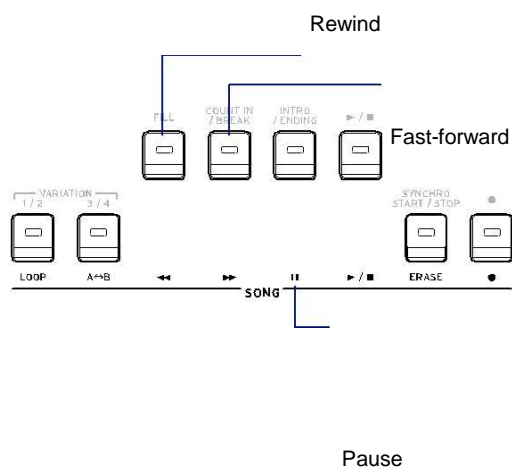 Rewind
FILL
COUNT IN
/ BREAK
INTRO
/ ENDING
► / ■
Fast-forward
VARIATION
1 / 2
3 / 4
SYNCHRO
START / STOP
●
LOOP
A↔B
◄◄
►►
II
► / ■
ERASE
●
SONG
Pause